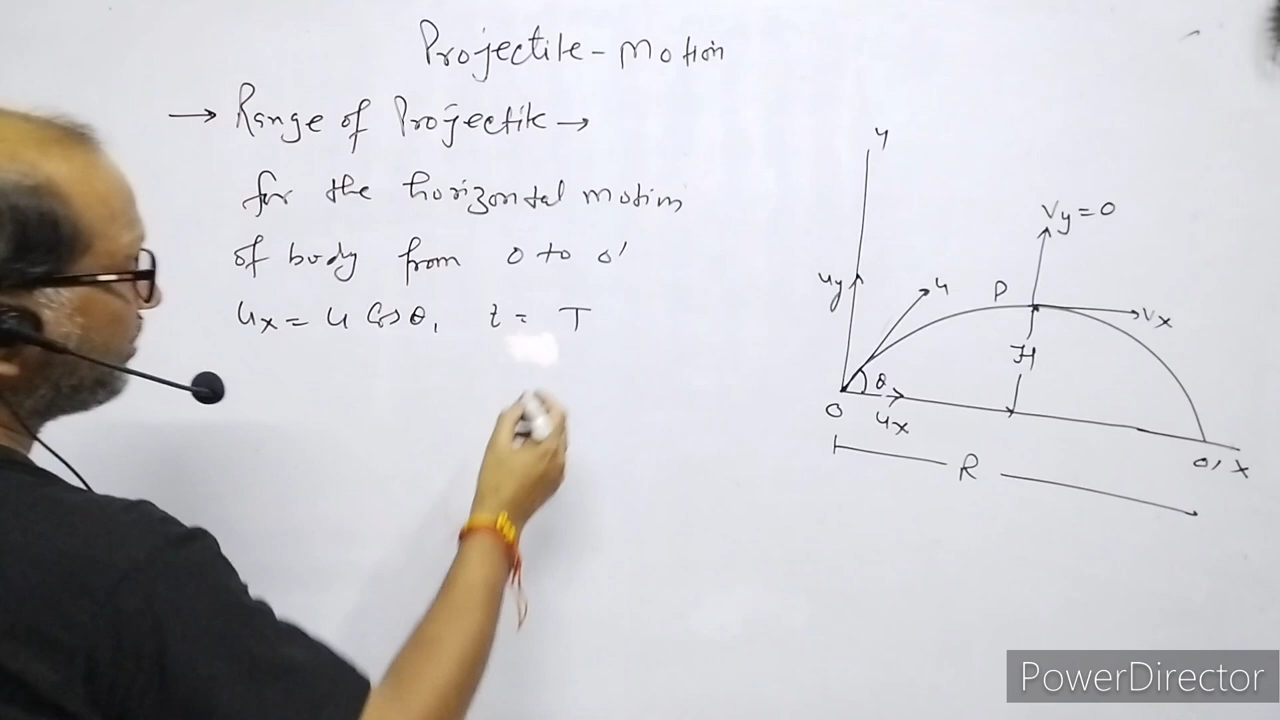 Projectile - Motion
→ Range of Projectile →
for the horizontal motion
of body from O to O'
ux = u Cos θ, t = T
y
Vy = 0
uy
u
P
Vx
H
θ
O
ux
O' x
R
PowerDirector